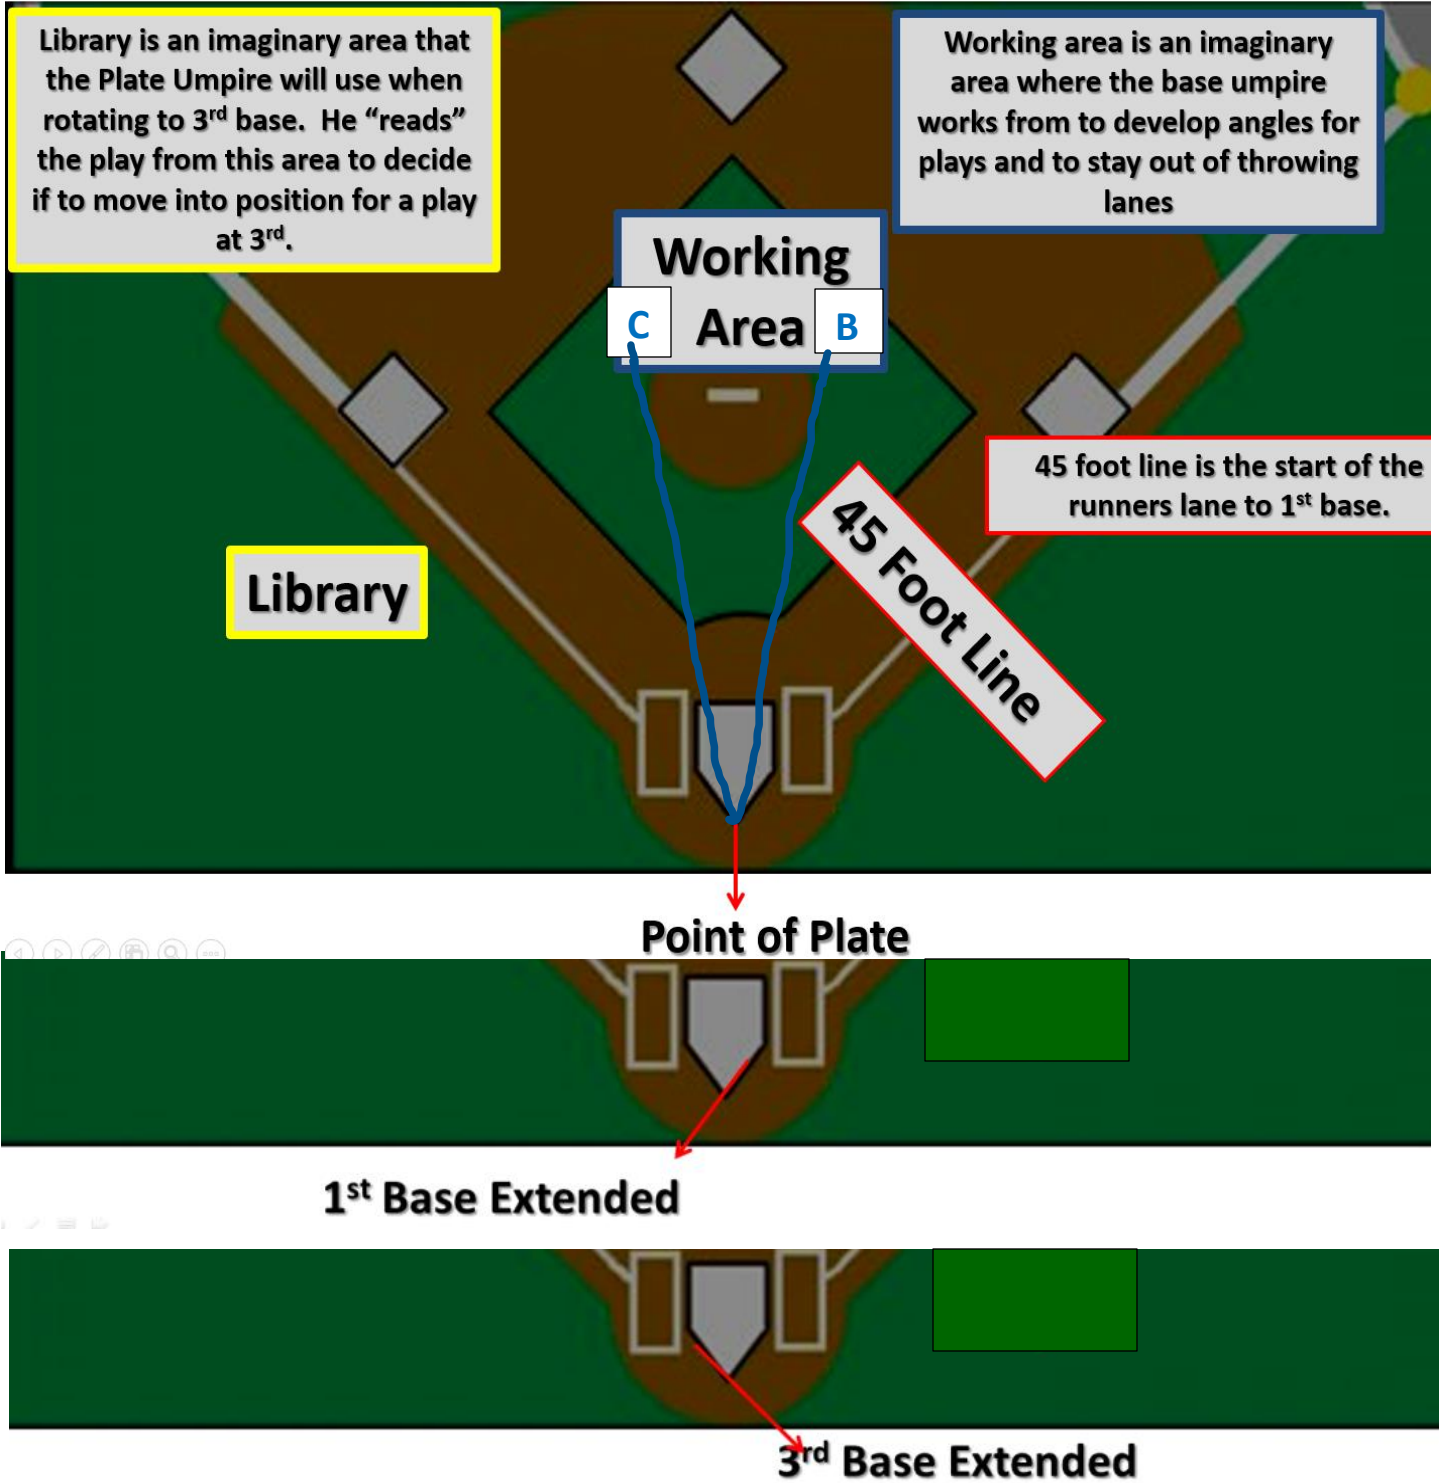 Library is an imaginary area that
the Plate Umpire will use when
rotating to 3rd base.  He “reads”
the play from this area to decide
if to move into position for a play
at 3rd.
Working area is an imaginary
area where the base umpire
works from to develop angles for
plays and to stay out of throwing
lanes
Working
Area
C
B
45 foot line is the start of the
runners lane to 1st base.
45 Foot Line
Library
Point of Plate
1st Base Extended
3rd Base Extended